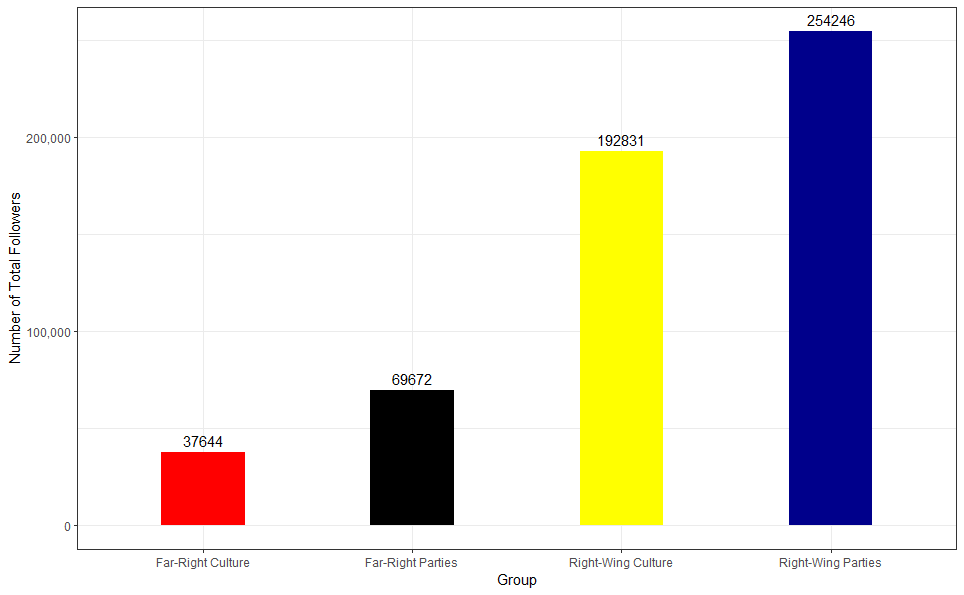 254246
192831
69672
37644
200,000
100,000
0
Number of Total Followers
Far-Right Culture
Far-Right Parties
Right-Wing Culture
Right-Wing Parties
Group